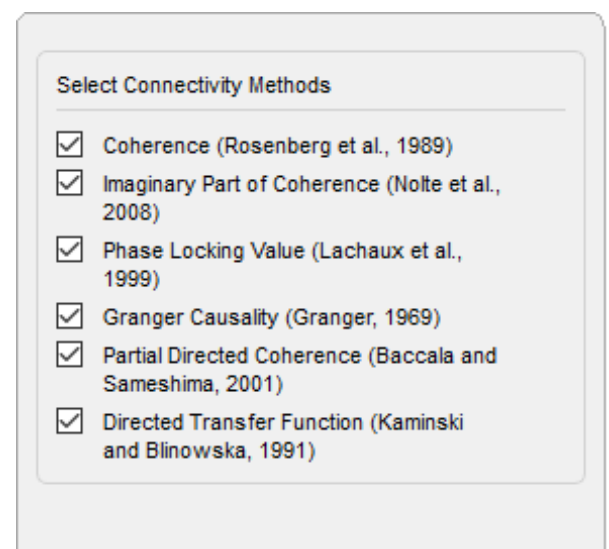 Select Connectivity Methods
Coherence (Rosenberg et al., 1989)
Imaginary Part of Coherence (Nolte et al.,
2008)
Phase Locking Value (Lachaux et al.,
1999)
Granger Causality (Granger, 1969)
Partial Directed Coherence (Baccala and
Sameshima, 2001)
Directed Transfer Function (Kaminski
and Blinowska, 1991)